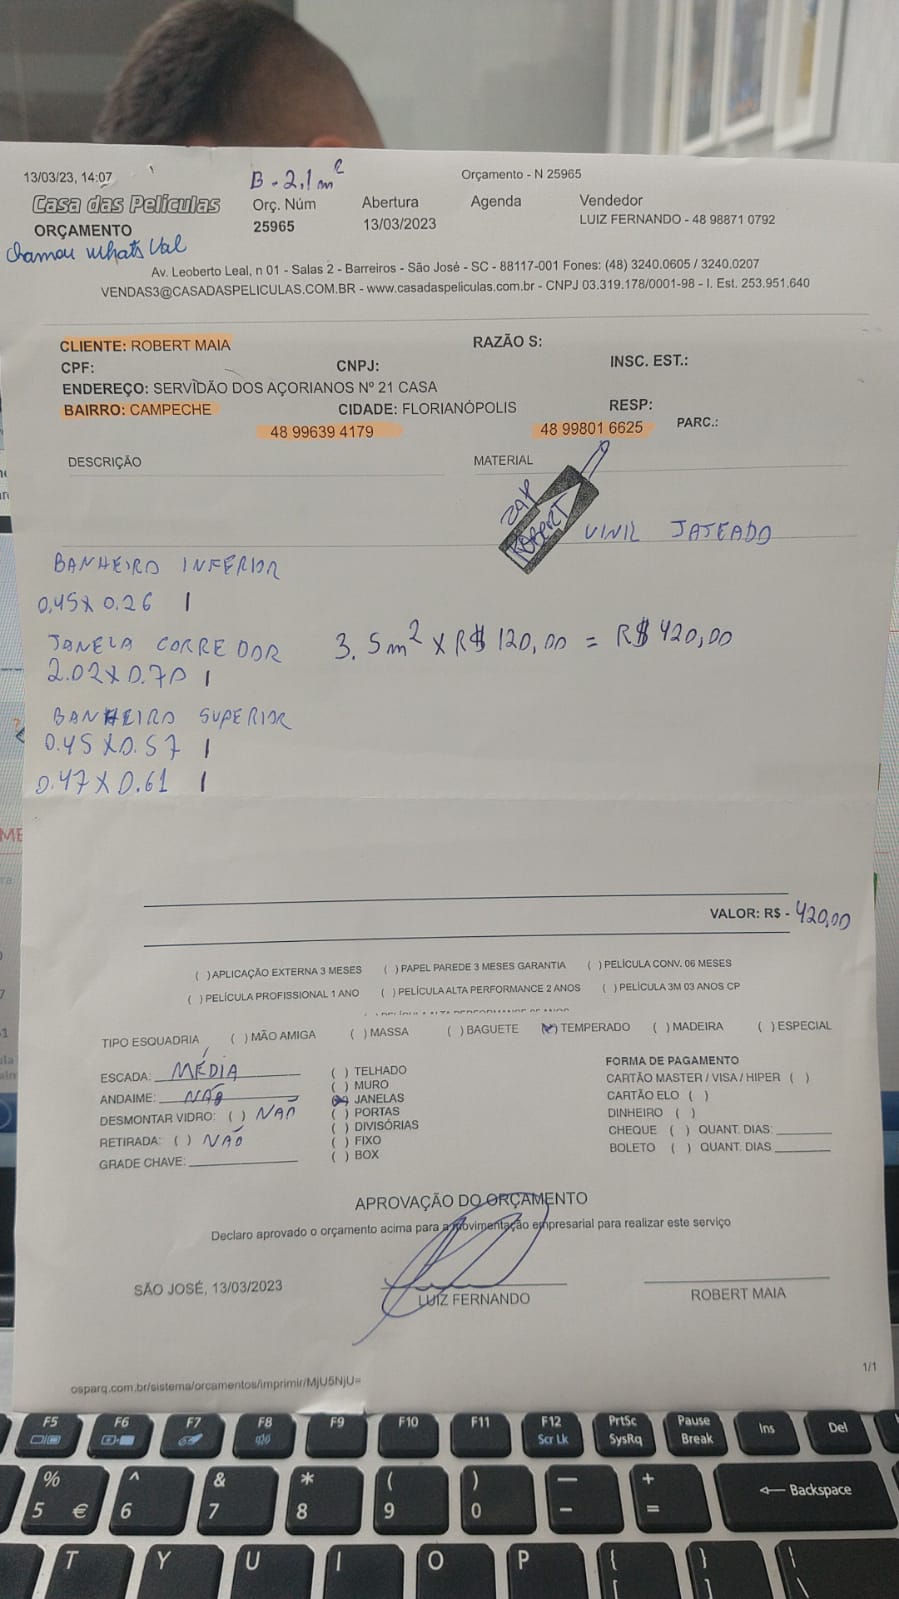 13/03/23, 14:07
B - 2,1 m²
Orçamento - N 25965
Casa das Películas
Orç. Núm
Abertura
Agenda
Vendedor
ORÇAMENTO
25965
13/03/2023
LUIZ FERNANDO - 48 98871 0792
chamou whats Val
Av. Leoberto Leal, n 01 - Salas 2 - Barreiros - São José - SC - 88117-001 Fones: (48) 3240.0605 / 3240.0207
VENDAS3@CASADASPELICULAS.COM.BR - www.casadaspeliculas.com.br - CNPJ 03.319.178/0001-98 - I. Est. 253.951.640
CLIENTE: ROBERT MAIA
RAZÃO S:
CPF:
CNPJ:
INSC. EST.:
ENDEREÇO: SERVIDÃO DOS AÇORIANOS Nº 21 CASA
BAIRRO: CAMPECHE
CIDADE: FLORIANÓPOLIS
RESP:
48 99639 4179
48 99801 6625
PARC.:
DESCRIÇÃO
MATERIAL
ROBERT
VINIL JATEADO
BANHEIRO INFERIOR
0.45 X 0.26 1
JANELA CORREDOR
3.5m² x R$ 120,00 = R$ 420,00
2.02 X 0.70 1
BANHEIRO SUPERIOR
0.45 X 0.57 1
0.47 X 0.61 1
VALOR: R$ - 420,00
( )APLICAÇÃO EXTERNA 3 MESES ( )PAPEL PAREDE 3 MESES GARANTIA ( )PELÍCULA CONV. 06 MESES
( )PELÍCULA PROFISSIONAL 1 ANO ( )PELÍCULA ALTA PERFORMANCE 2 ANOS ( )PELÍCULA 3M 03 ANOS CP
TIPO ESQUADRIA ( )MÃO AMIGA ( )MASSA ( )BAGUETE (X)TEMPERADO ( )MADEIRA ( )ESPECIAL
ESCADA: MÉDIA
ANDAIME: NÃO
DESMONTAR VIDRO: ( ) NÃO
RETIRADA: ( ) NÃO
GRADE CHAVE:
( ) TELHADO
( ) MURO
(X) JANELAS
( ) PORTAS
( ) DIVISÓRIAS
( ) FIXO
( ) BOX
FORMA DE PAGAMENTO
CARTÃO MASTER / VISA / HIPER ( )
CARTÃO ELO ( )
DINHEIRO ( )
CHEQUE ( ) QUANT. DIAS:
BOLETO ( ) QUANT. DIAS
APROVAÇÃO DO ORÇAMENTO
Declaro aprovado o orçamento acima para a movimentação empresarial para realizar este serviço
SÃO JOSÉ, 13/03/2023
LUIZ FERNANDO
ROBERT MAIA
1/1
osparq.com.br/sistema/orcamentos/imprimir/MjU5NjU=
F5 F6 F7 F8 F9 F10 F11 F12 PrtSc Pause Ins Del
Scr Lk SysRq Break
% ^ & * ( ) — + Backspace
5 € 6 7 8 9 0 - =
T Y U I O P { }
[ ] \